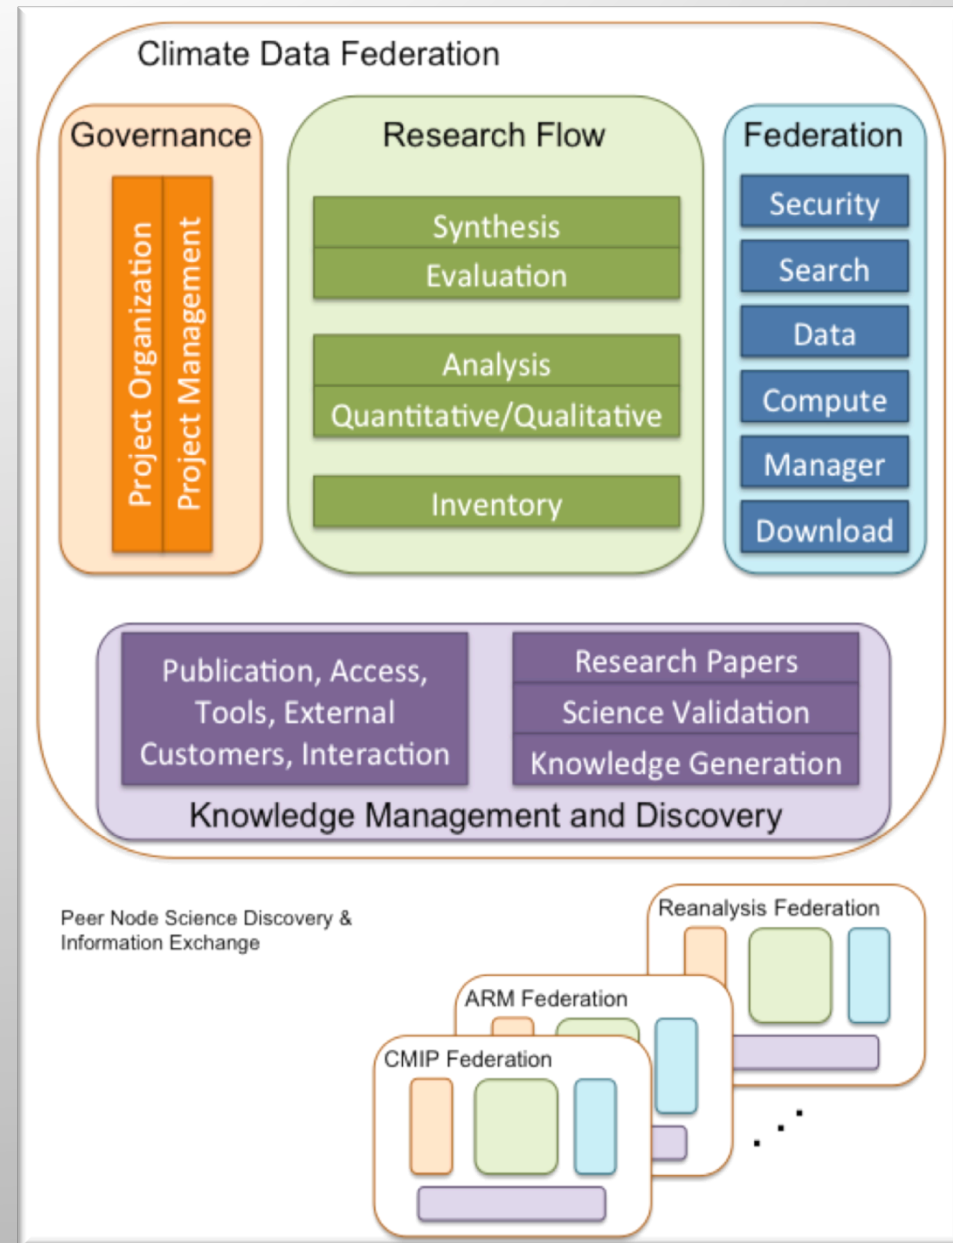 Climate Data Federation
Governance
Project Organization
Project Management
Research Flow
Synthesis
Evaluation
Analysis
Quantitative/Qualitative
Inventory
Federation
Security
Search
Data
Compute
Manager
Download
Publication, Access,
Tools, External
Customers, Interaction
Research Papers
Science Validation
Knowledge Generation
Knowledge Management and Discovery
Peer Node Science Discovery &
Information Exchange
Reanalysis Federation
ARM Federation
CMIP Federation